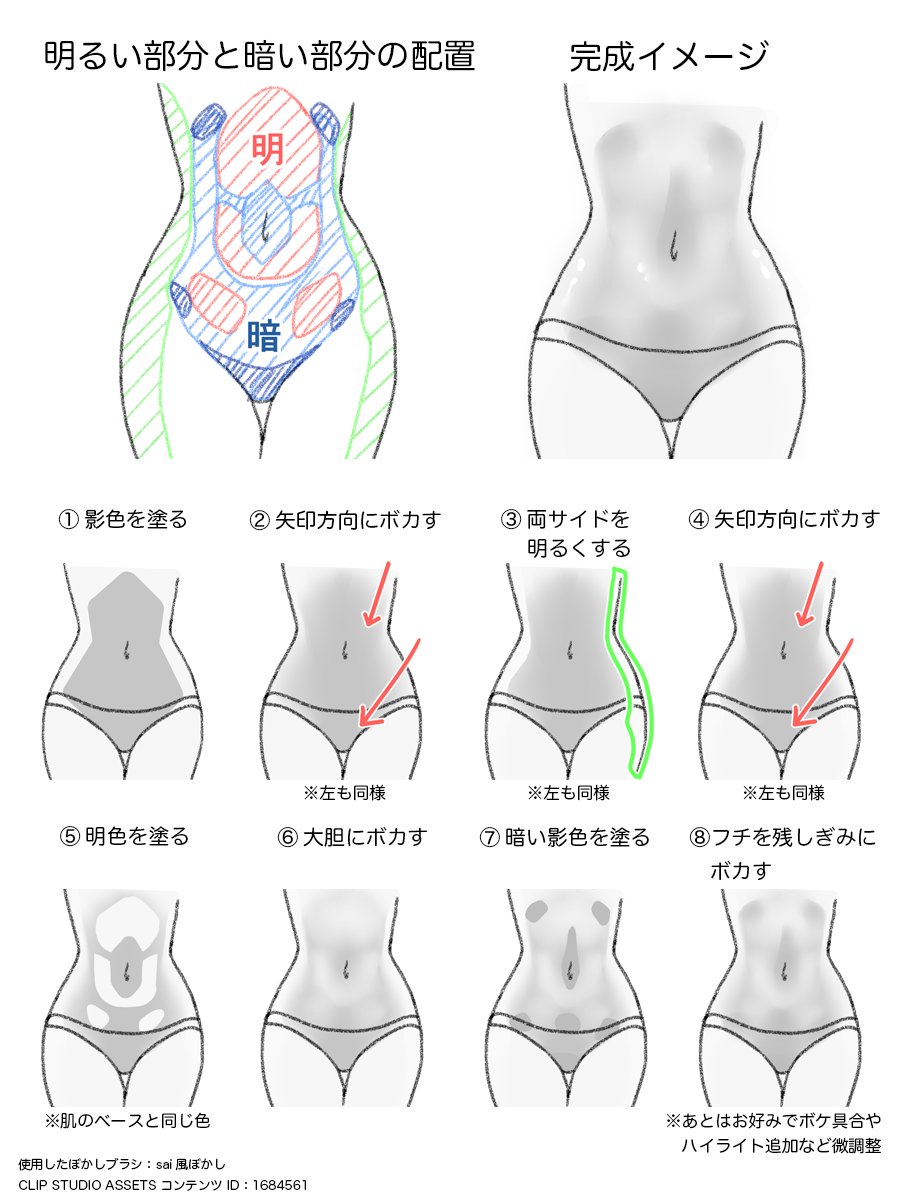 明るい部分と暗い部分の配置
完成イメージ
明
暗
① 影色を塗る
② 矢印方向にボカす
③ 両サイドを
明るくする
④ 矢印方向にボカす
※左も同様
※左も同様
※左も同様
⑤ 明色を塗る
⑥ 大胆にボカす
⑦ 暗い影色を塗る
⑧フチを残しぎみに
ボカす
※肌のベースと同じ色
※あとはお好みでボケ具合や
ハイライト追加など微調整
使用したぼかしブラシ：sai 風ぼかし
CLIP STUDIO ASSETS コンテンツ ID：1684561